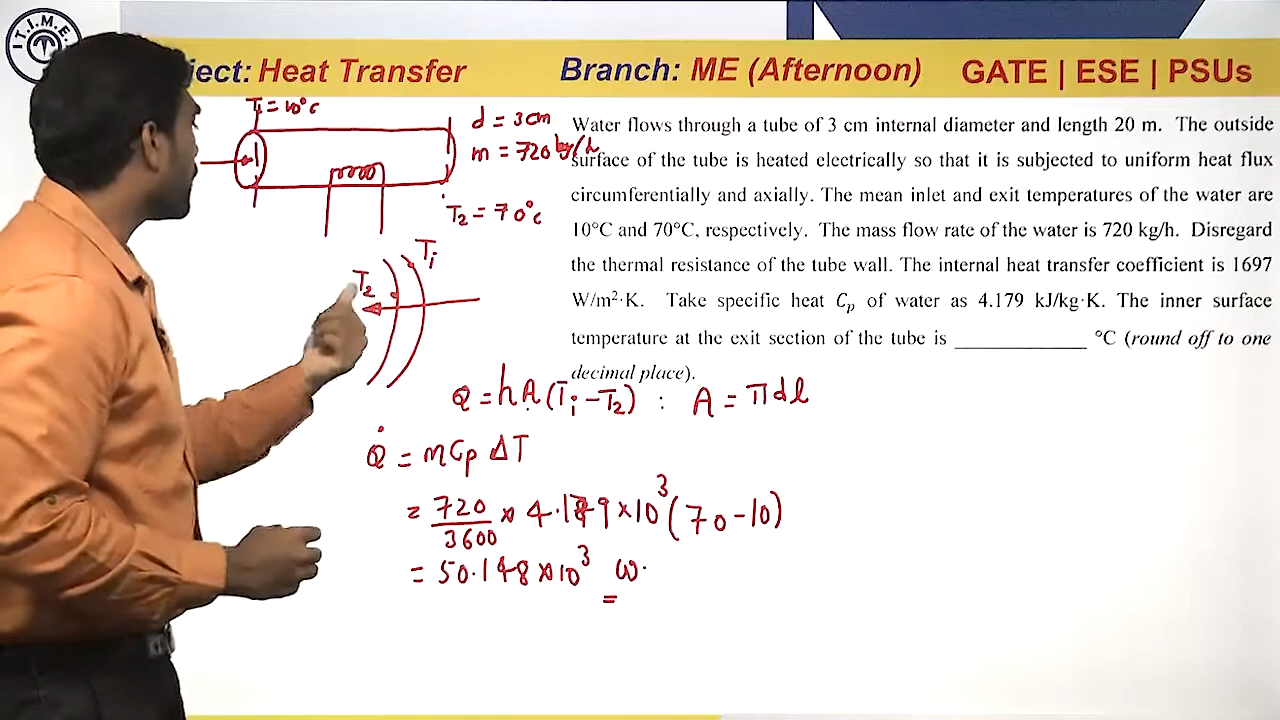 I.T.I.M.E.
ject: Heat Transfer
Branch: ME (Afternoon)
GATE | ESE | PSUs
T₁ = 10°C
d = 3cm
ṁ = 720 kg/h
T₂ = 70°C
Water flows through a tube of 3 cm internal diameter and length 20 m. The outside
surface of the tube is heated electrically so that it is subjected to uniform heat flux
circumferentially and axially. The mean inlet and exit temperatures of the water are
10°C and 70°C, respectively. The mass flow rate of the water is 720 kg/h. Disregard
the thermal resistance of the tube wall. The internal heat transfer coefficient is 1697
W/m²·K. Take specific heat Cₚ of water as 4.179 kJ/kg·K. The inner surface
temperature at the exit section of the tube is ______________ °C (round off to one
decimal place).
Tᵢ
T₂
Q = hA(Tᵢ - T₂) : A = πdl
Q̇ = mCp ΔT
= 720/3600 × 4.179 × 10³ (70 - 10)
= 50.148 × 10³ W.